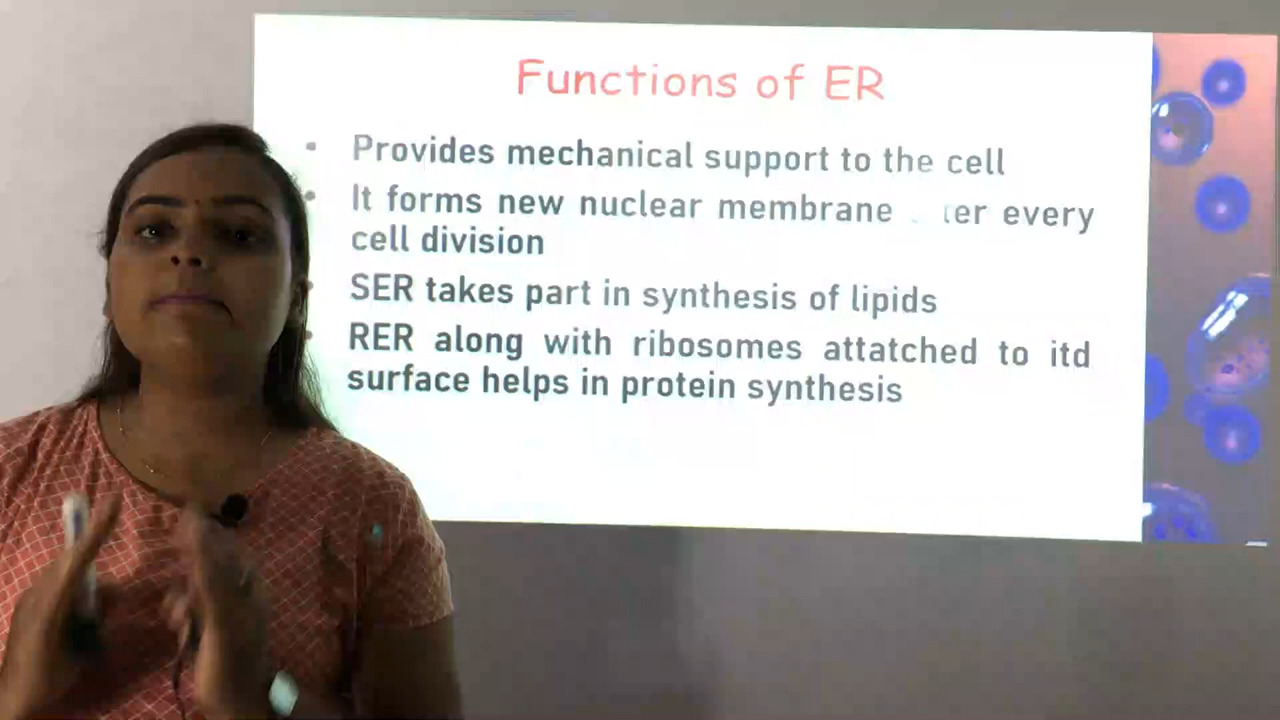 Functions of ER
• Provides mechanical support to the cell
• It forms new nuclear membrane every
cell division
SER takes part in synthesis of lipids
RER along with ribosomes attatched to itd
surface helps in protein synthesis